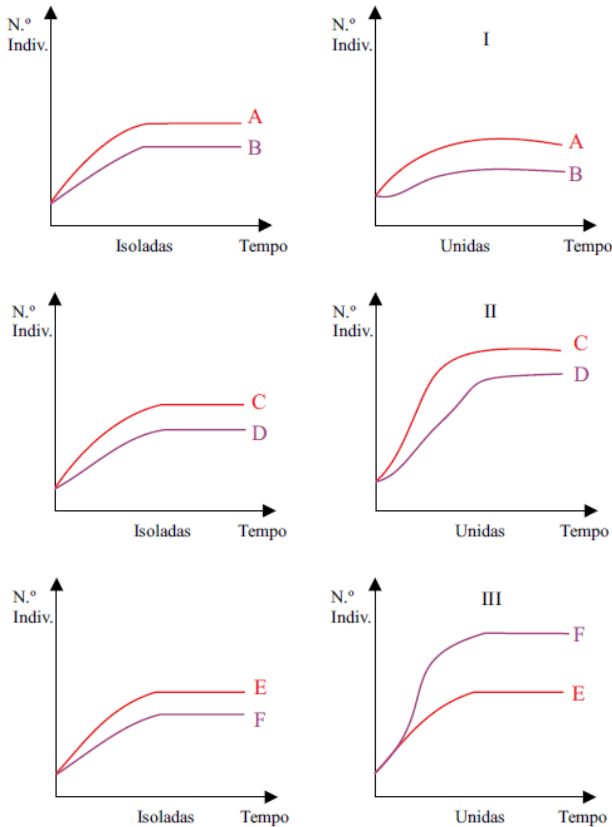 N.º
Indiv.
A
B
Isoladas
Tempo
N.º
Indiv.
I
A
B
Unidas
Tempo
N.º
Indiv.
C
D
Isoladas
Tempo
N.º
Indiv.
II
C
D
Unidas
Tempo
N.º
Indiv.
E
F
Isoladas
Tempo
N.º
Indiv.
III
F
E
Unidas
Tempo